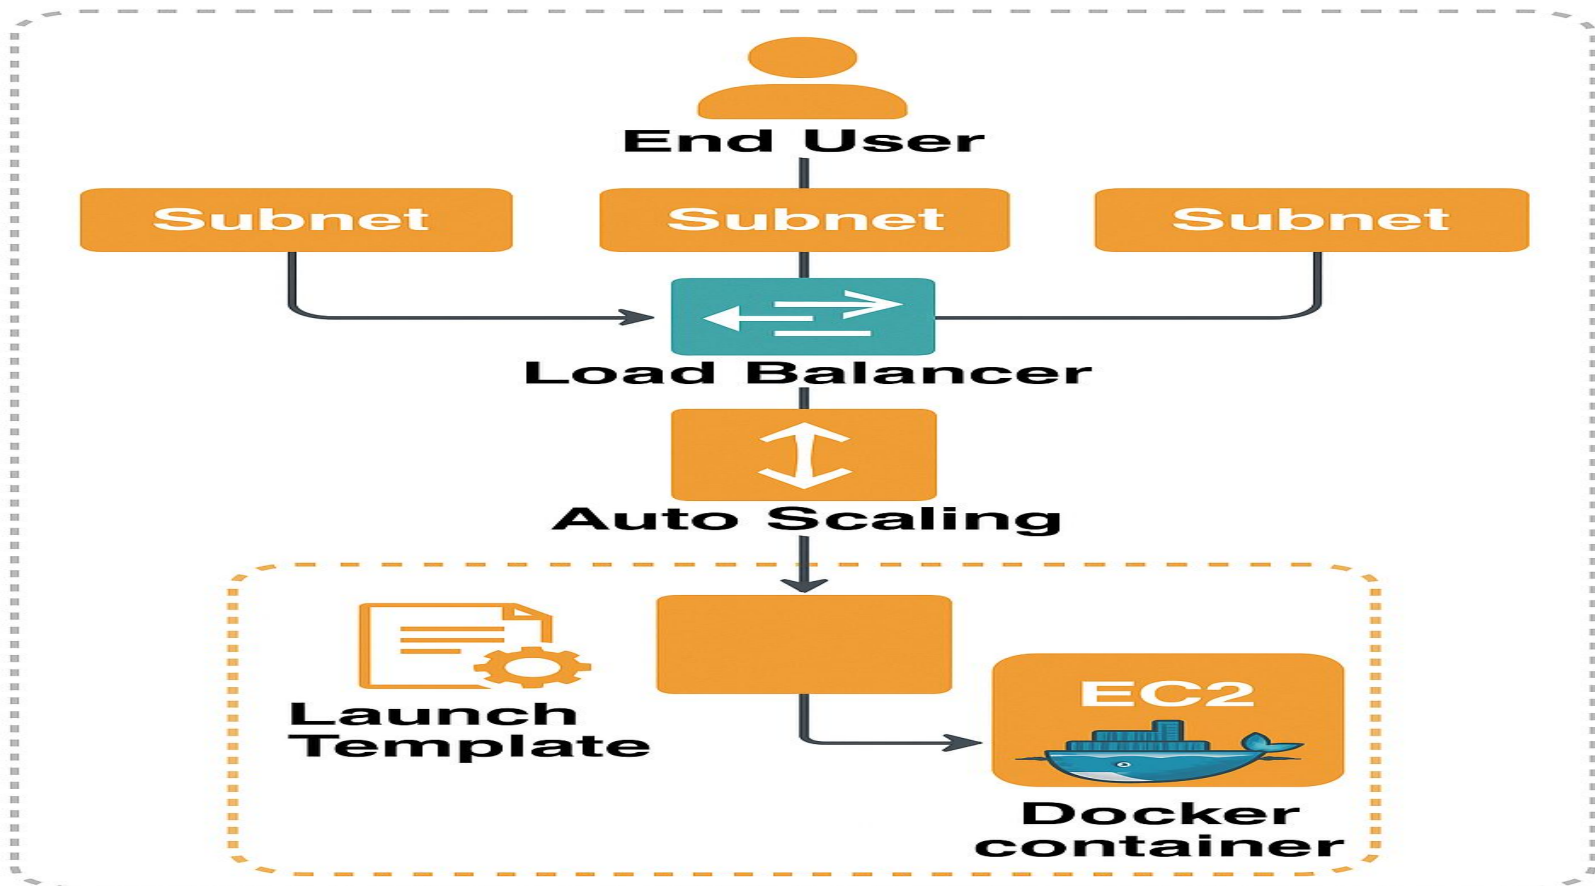 End User
Subnet
Subnet
Subnet
Load Balancer
Auto Scaling
Launch
Template
EC2
Docker
container